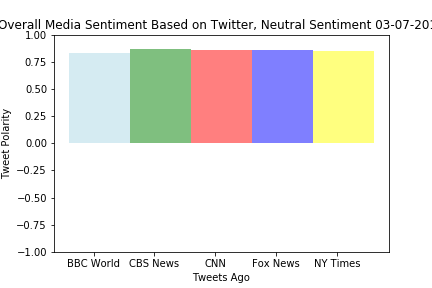 Overall Media Sentiment Based on Twitter, Neutral Sentiment 03-07-201
1.00
0.75
0.50
0.25
0.00
−0.25
−0.50
−0.75
−1.00
Tweet Polarity
BBC World CBS News CNN Fox News NY Times
Tweets Ago